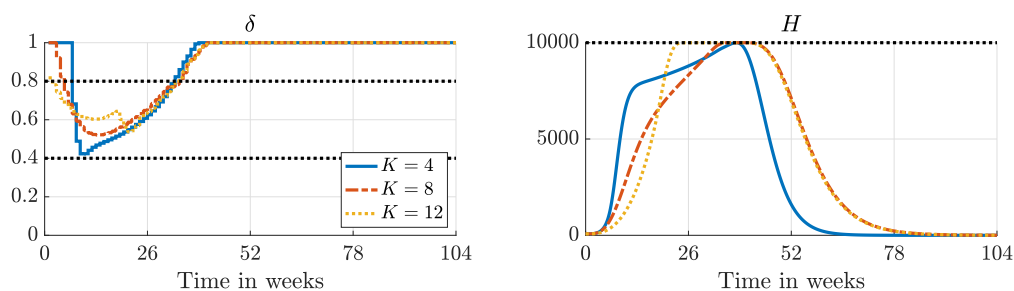 δ
1
0.8
0.6
0.4
0.2
0
K = 4
K = 8
K = 12
0 26 52 78 104
Time in weeks
H
10000
5000
0
0 26 52 78 104
Time in weeks